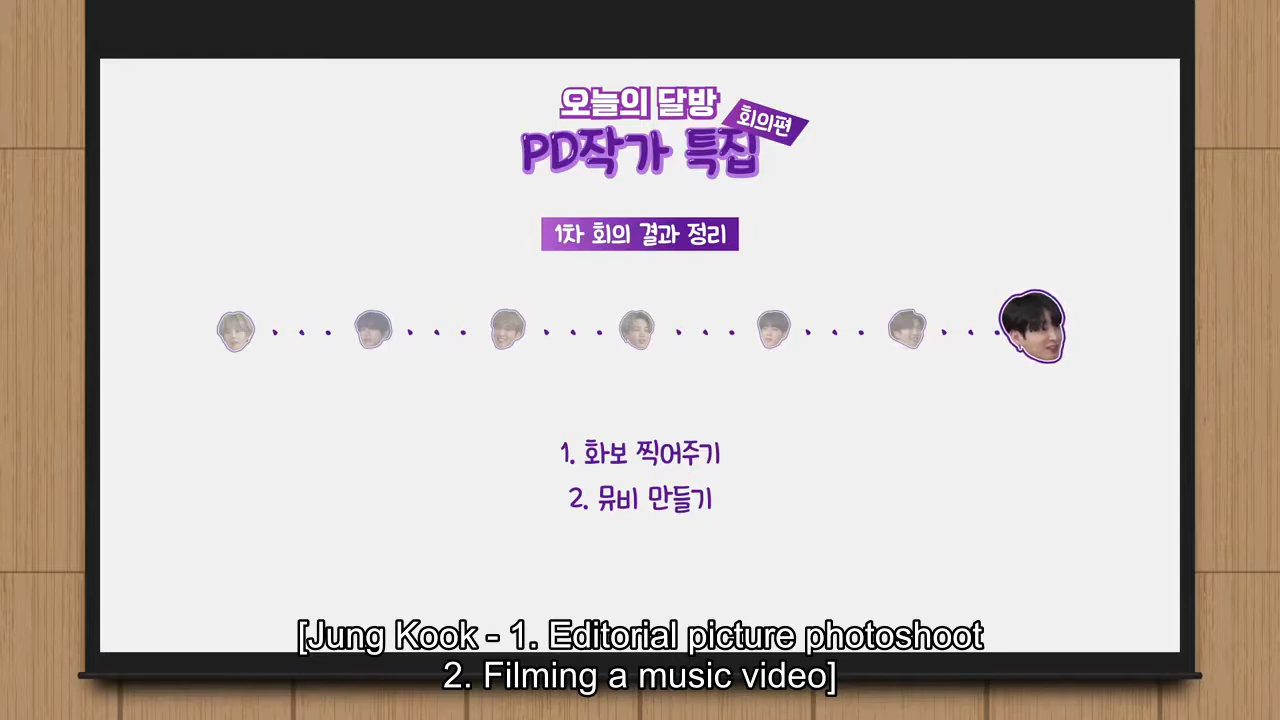 오늘의 달방
회의편
PD작가 특집
1차 회의 결과 정리
1. 화보 찍어주기
2. 뮤비 만들기
[Jung Kook - 1. Editorial picture photoshoot
2. Filming a music video]